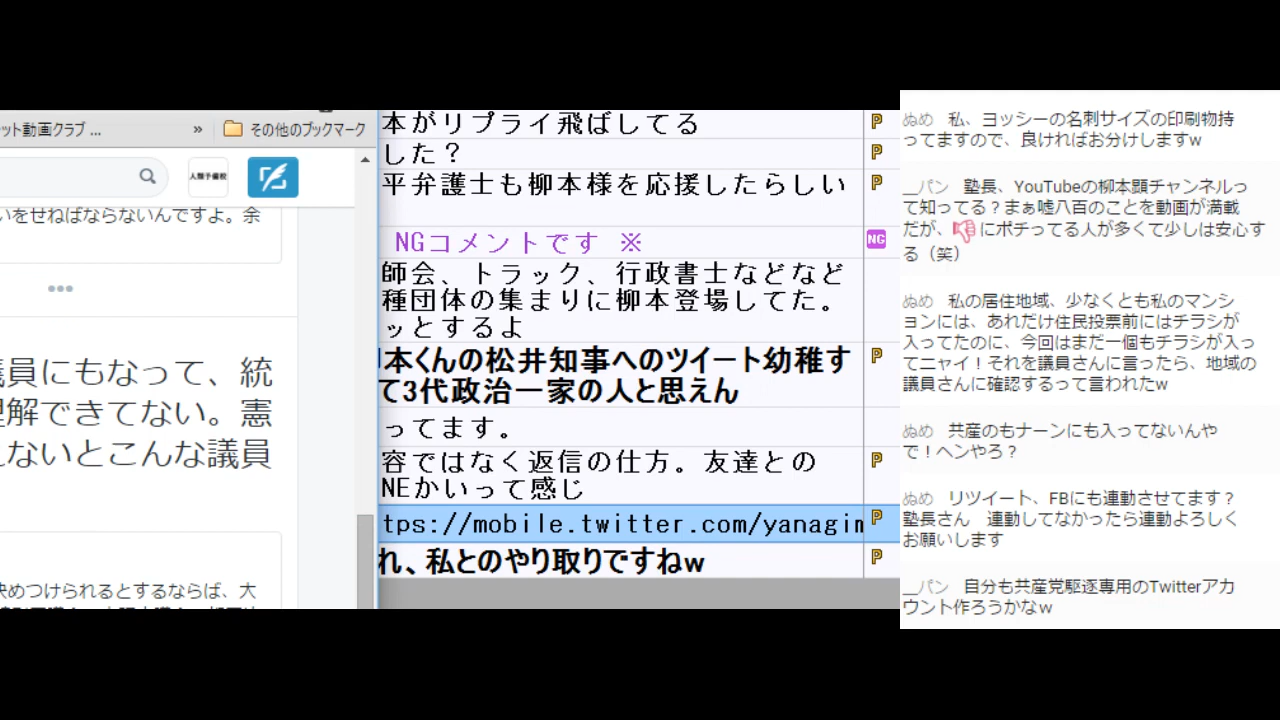 ット動画クラブ ...
»
その他のブックマーク
人類予備校
いをせねばならないんですよ。余
議員にもなって、統
理解できてない。憲
ないとこんな議員
決めつけられるとするならば、大
本がリプライ飛ばしてる
した?
平弁護士も柳本様を応援したらしい
NGコメントです ※
NG
師会、トラック、行政書士などなど
種団体の集まりに柳本登場してた。
ッとするよ
本くんの松井知事へのツイート幼稚す
て3代政治一家の人と思えん
ってます。
容ではなく返信の仕方。友達との
NEかいって感じ
tps://mobile.twitter.com/yanagim
れ、私とのやり取りですねw
ぬめ 私、ヨッシーの名刺サイズの印刷物持
ってますので、良ければお分けしますw
__パン 塾長、YouTubeの柳本顕チャンネルっ
て知ってる?まぁ嘘八百のことを動画が満載
だが、👎にポチってる人が多くて少しは安心す
る(笑)
ぬめ 私の居住地域、少なくとも私のマンシ
ョンには、あれだけ住民投票前にはチラシが
入ってたのに、今回はまだ一個もチラシが入っ
てニャイ!それを議員さんに言ったら、地域の
議員さんに確認するって言われたw
ぬめ 共産のもナーンにも入ってないんや
で!ヘンやろ?
ぬめ リツイート、FBにも連動させてます?
塾長さん 連動してなかったら連動よろしく
お願いします
__パン 自分も共産党駆逐専用のTwitterアカ
ウント作ろうかなw